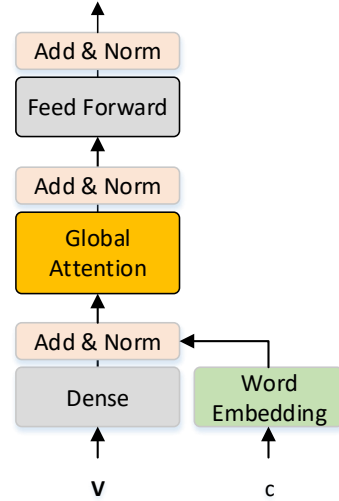 Add & Norm
Feed Forward
Add & Norm
Global
Attention
Add & Norm
Dense
Word
Embedding
V
c